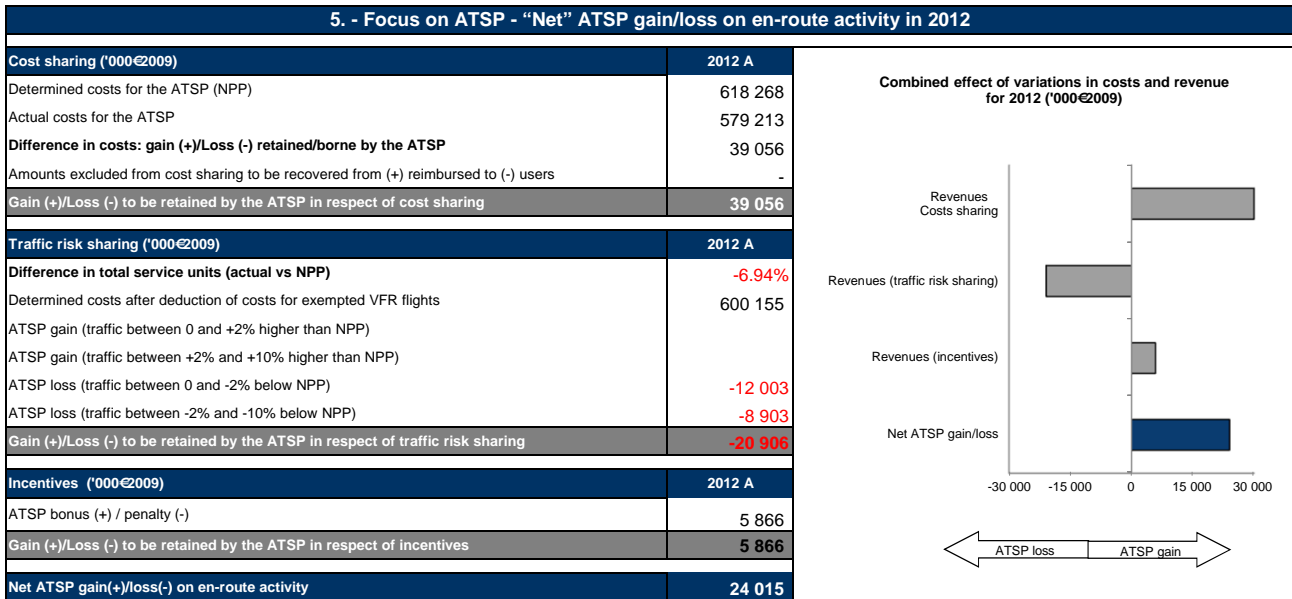 5. - Focus on ATSP - “Net” ATSP gain/loss on en-route activity in 2012
Cost sharing ('000€2009) 2012 A
Determined costs for the ATSP (NPP) 618 268
Actual costs for the ATSP 579 213
Difference in costs: gain (+)/Loss (-) retained/borne by the ATSP 39 056
Amounts excluded from cost sharing to be recovered from (+) reimbursed to (-) users -
Gain (+)/Loss (-) to be retained by the ATSP in respect of cost sharing 39 056
Traffic risk sharing ('000€2009) 2012 A
Difference in total service units (actual vs NPP) -6.94%
Determined costs after deduction of costs for exempted VFR flights 600 155
ATSP gain (traffic between 0 and +2% higher than NPP)
ATSP gain (traffic between +2% and +10% higher than NPP)
ATSP loss (traffic between 0 and -2% below NPP) -12 003
ATSP loss (traffic between -2% and -10% below NPP) -8 903
Gain (+)/Loss (-) to be retained by the ATSP in respect of traffic risk sharing -20 906
Incentives ('000€2009) 2012 A
ATSP bonus (+) / penalty (-) 5 866
Gain (+)/Loss (-) to be retained by the ATSP in respect of incentives 5 866
Net ATSP gain(+)/loss(-) on en-route activity 24 015
Combined effect of variations in costs and revenue
for 2012 ('000€2009)
Revenues
Costs sharing
Revenues (traffic risk sharing)
Revenues (incentives)
Net ATSP gain/loss
-30 000 -15 000 0 15 000 30 000
ATSP loss ATSP gain